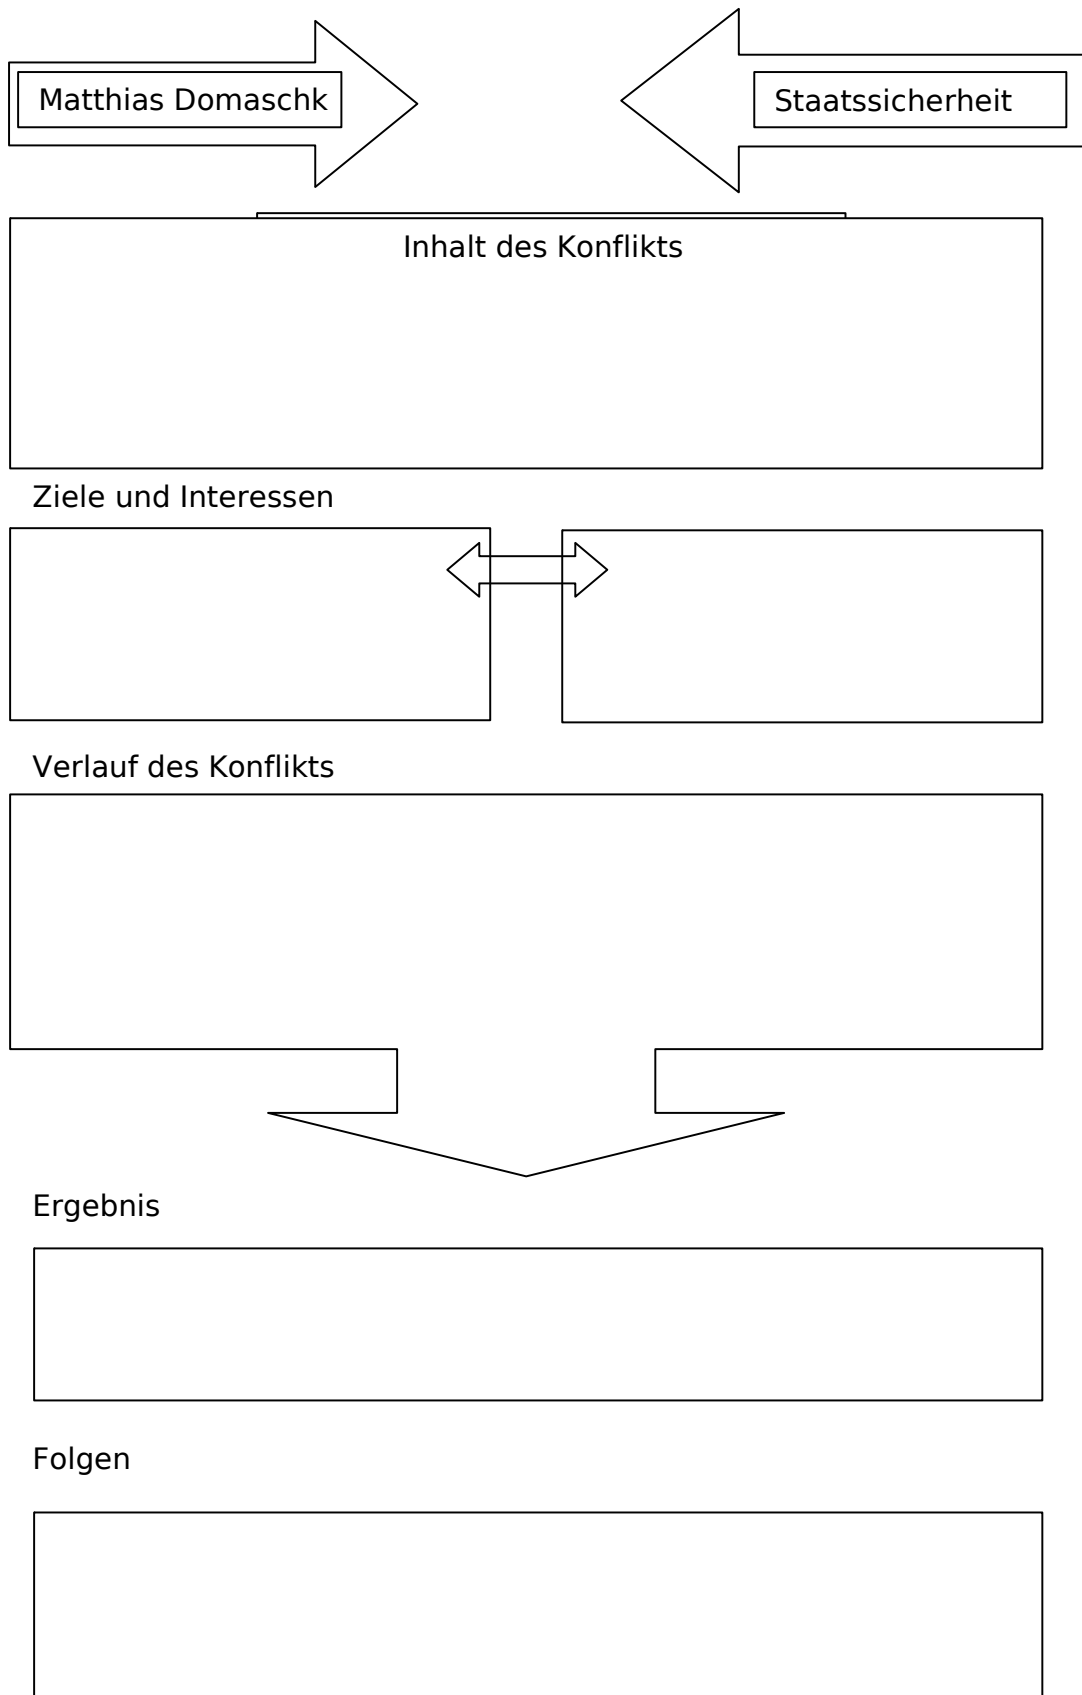 Matthias Domaschk
Staatssicherheit
Inhalt des Konflikts
Ziele und Interessen
Verlauf des Konflikts
Ergebnis
Folgen